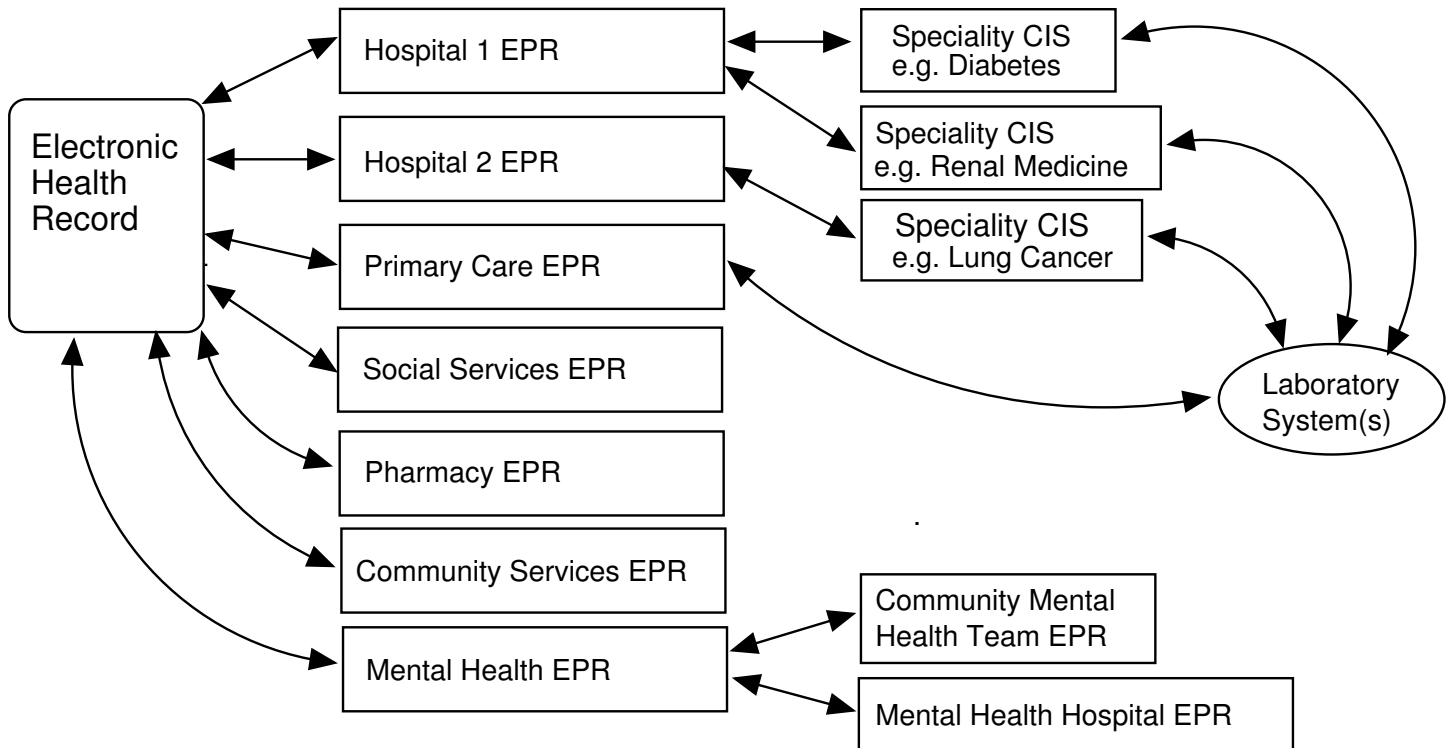 Electronic
Health
Record
Hospital 1 EPR
Hospital 2 EPR
Primary Care EPR
Social Services EPR
Pharmacy EPR
Community Services EPR
Mental Health EPR
Speciality CIS
e.g. Diabetes
Speciality CIS
e.g. Renal Medicine
Speciality CIS
e.g. Lung Cancer
Laboratory
System(s)
Community Mental
Health Team EPR
Mental Health Hospital EPR